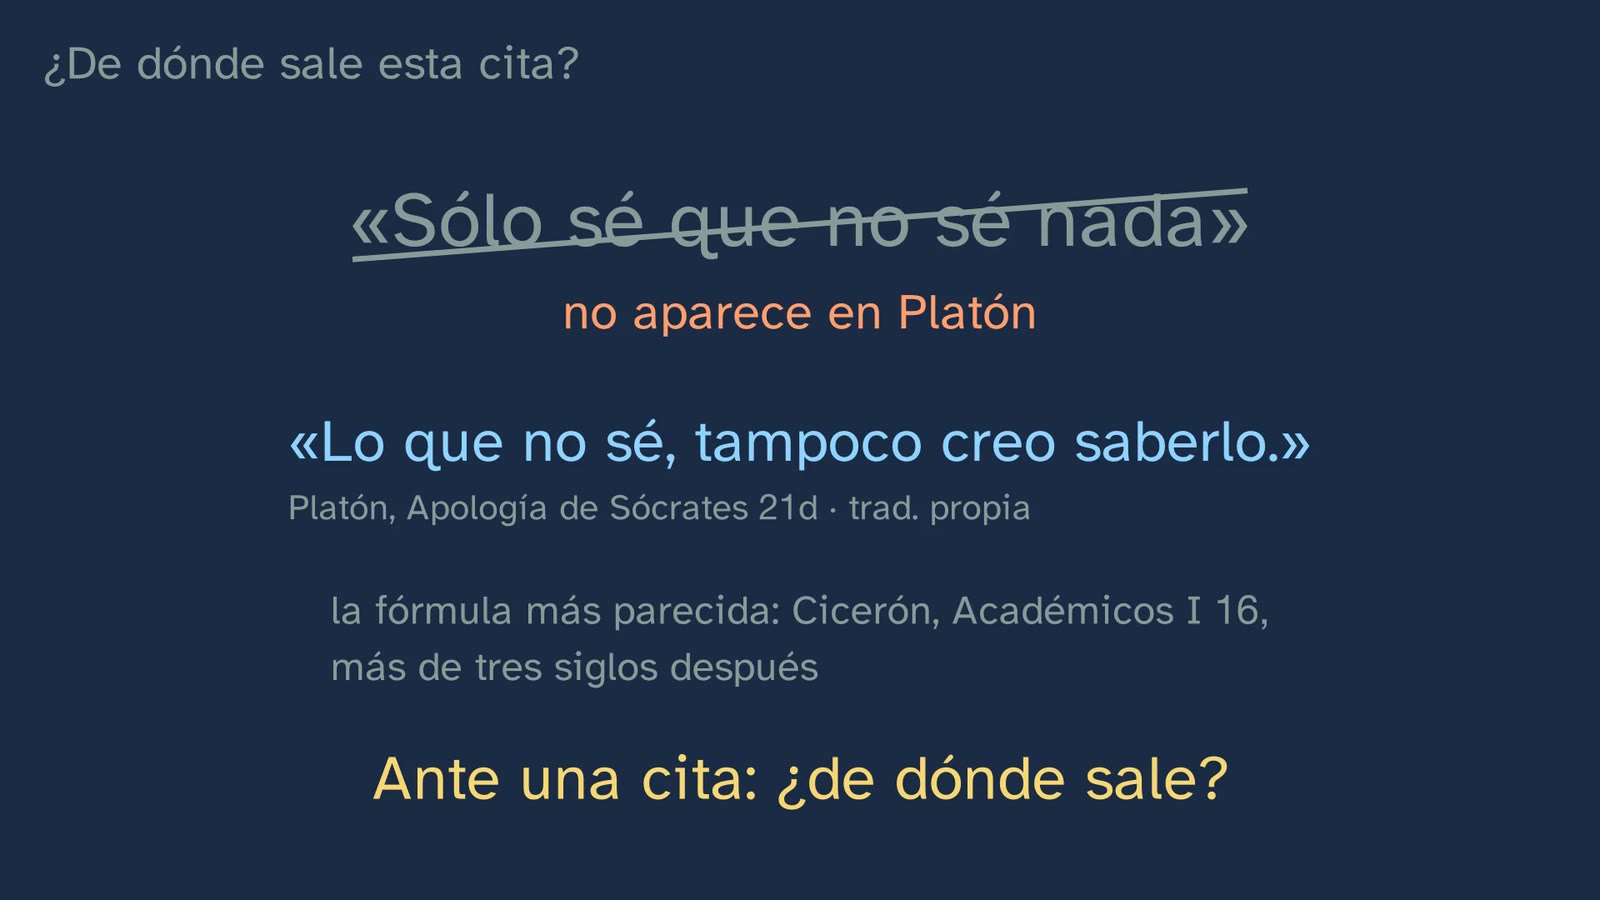 ¿De dónde sale esta cita?
«Sólo sé que no sé nada»
no aparece en Platón
«Lo que no sé, tampoco creo saberlo.»
Platón, Apología de Sócrates 21d · trad. propia
la fórmula más parecida: Cicerón, Académicos I 16,
más de tres siglos después
Ante una cita: ¿de dónde sale?